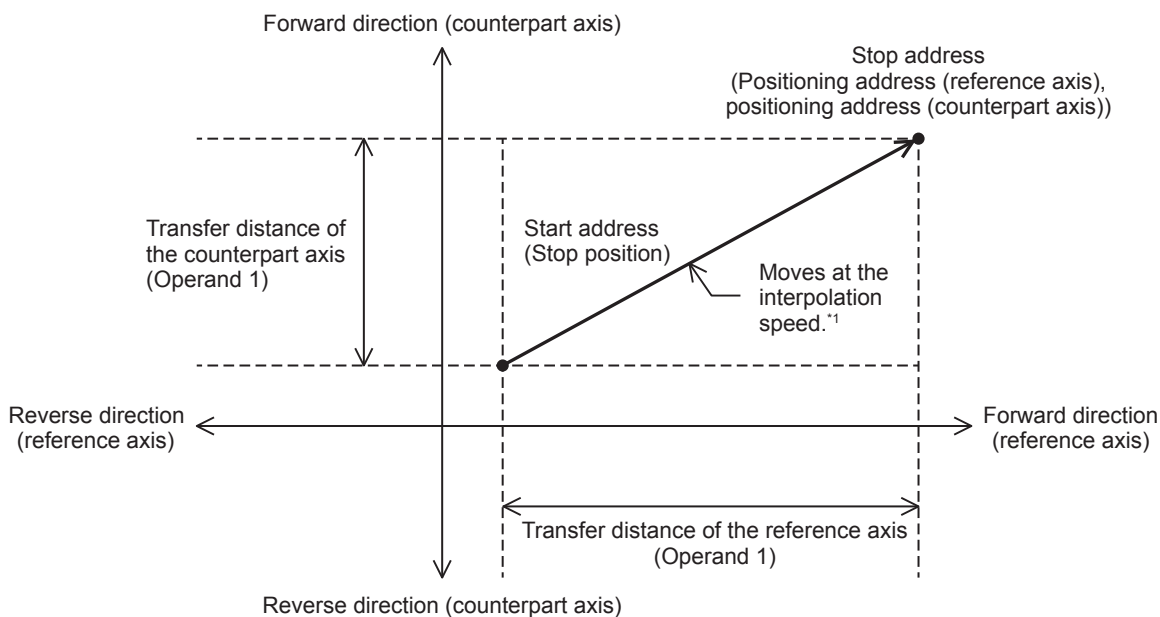 Forward direction (counterpart axis)
Stop address
(Positioning address (reference axis),
positioning address (counterpart axis))
Transfer distance of
the counterpart axis
(Operand 1)
Start address
(Stop position)
Moves at the
interpolation
speed.*1
Reverse direction
(reference axis)
Forward direction
(reference axis)
Transfer distance of the reference axis
(Operand 1)
Reverse direction (counterpart axis)